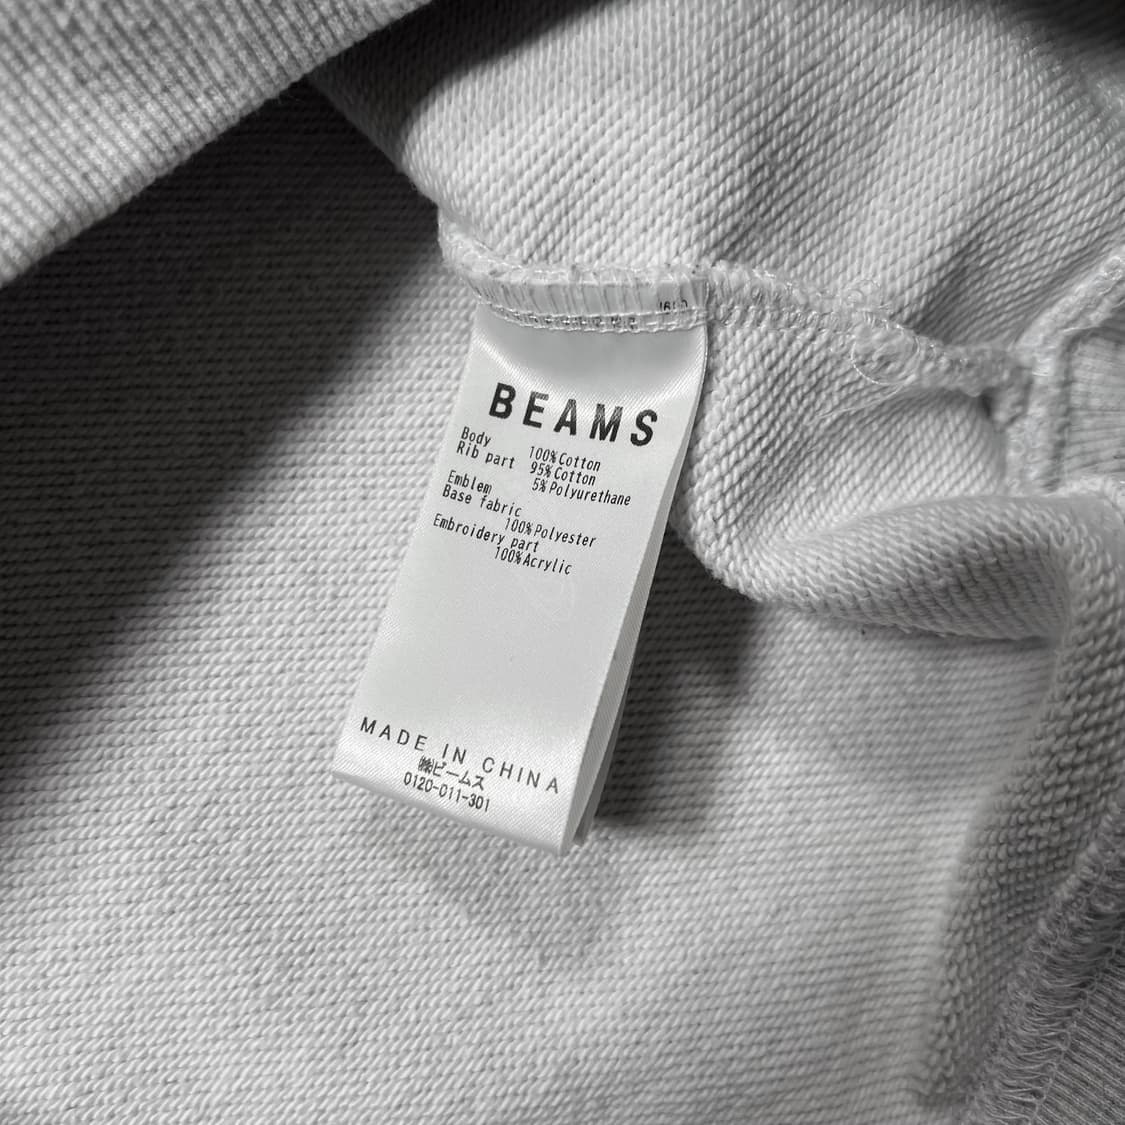 BEAMS
Body 100%Cotton
Rib part 95%Cotton
5%Polyurethane
Emblem
Base fabric
100%Polyester
Embroidery part
100%Acrylic
MADE IN CHINA
㈱ビームス
0120-011-301